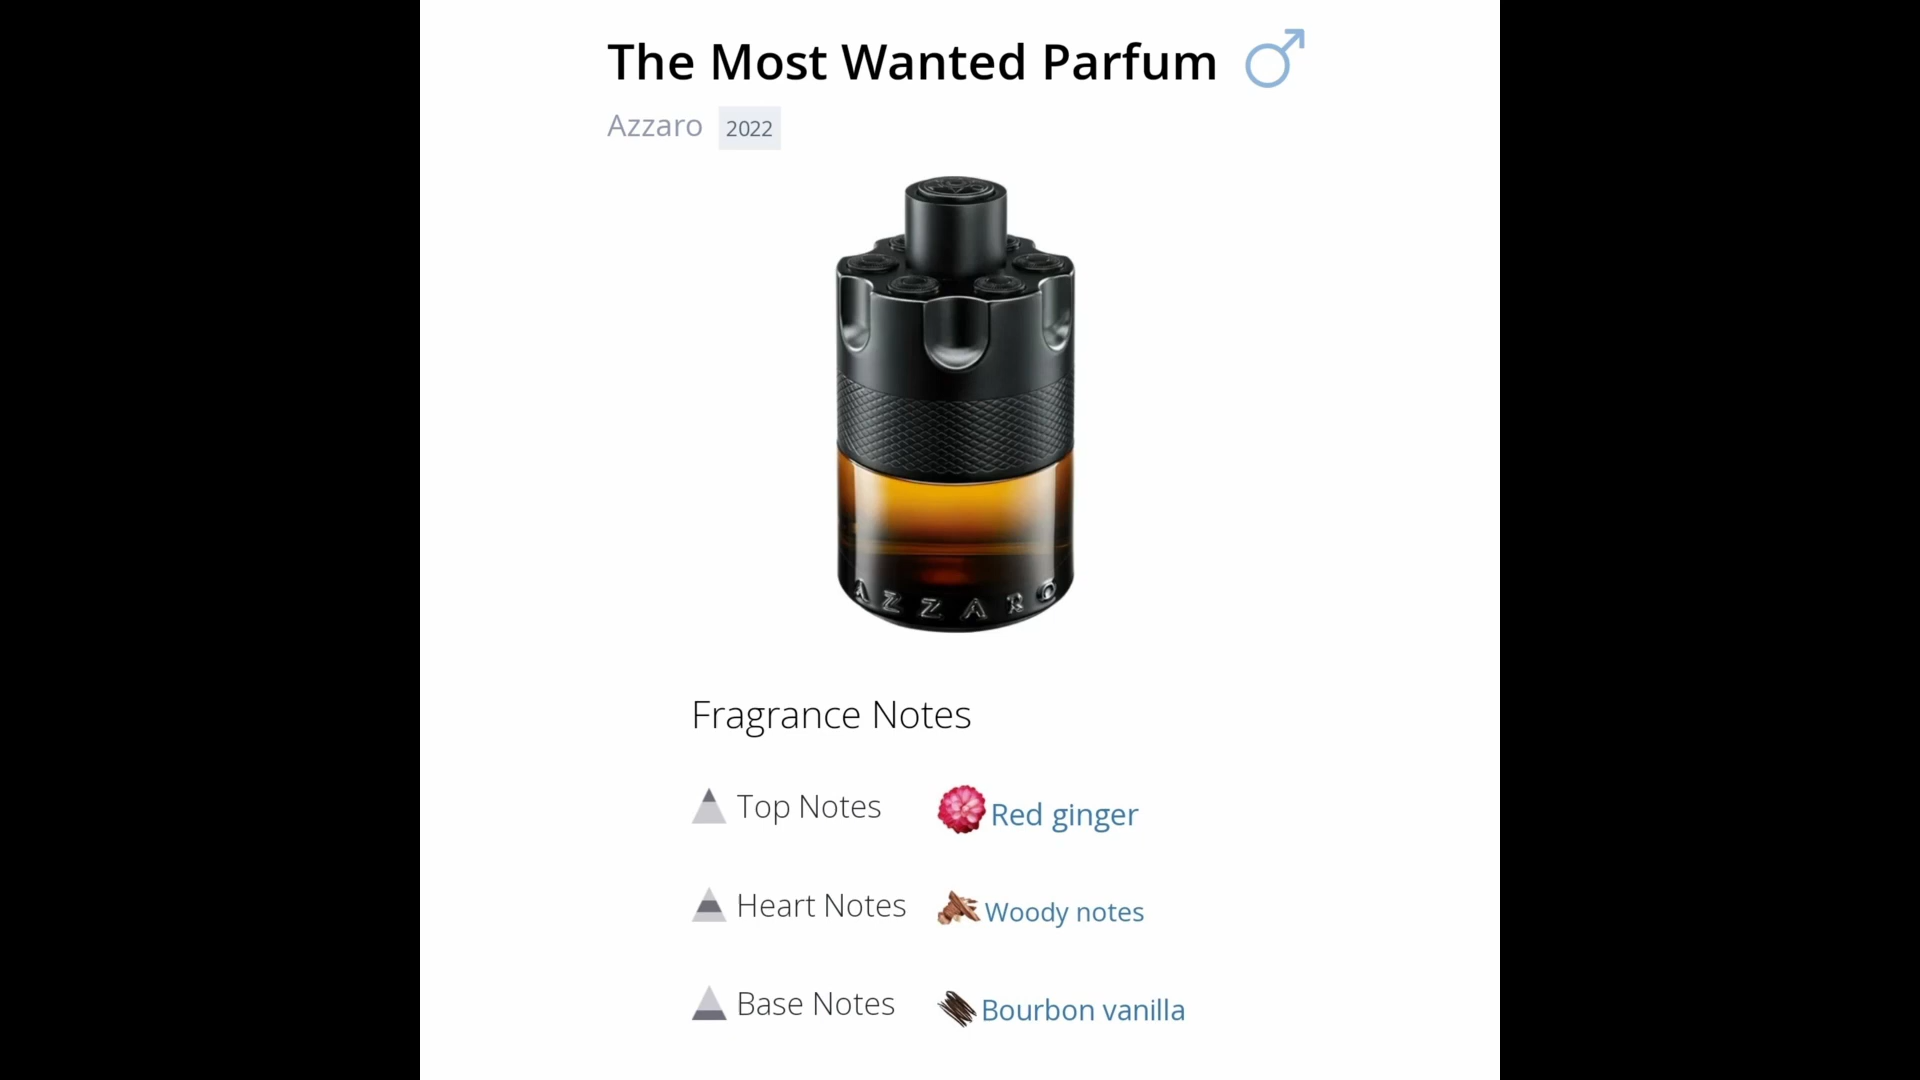 The Most Wanted Parfum
Azzaro 2022
AZZARO
Fragrance Notes
Top Notes Red ginger
Heart Notes Woody notes
Base Notes Bourbon vanilla